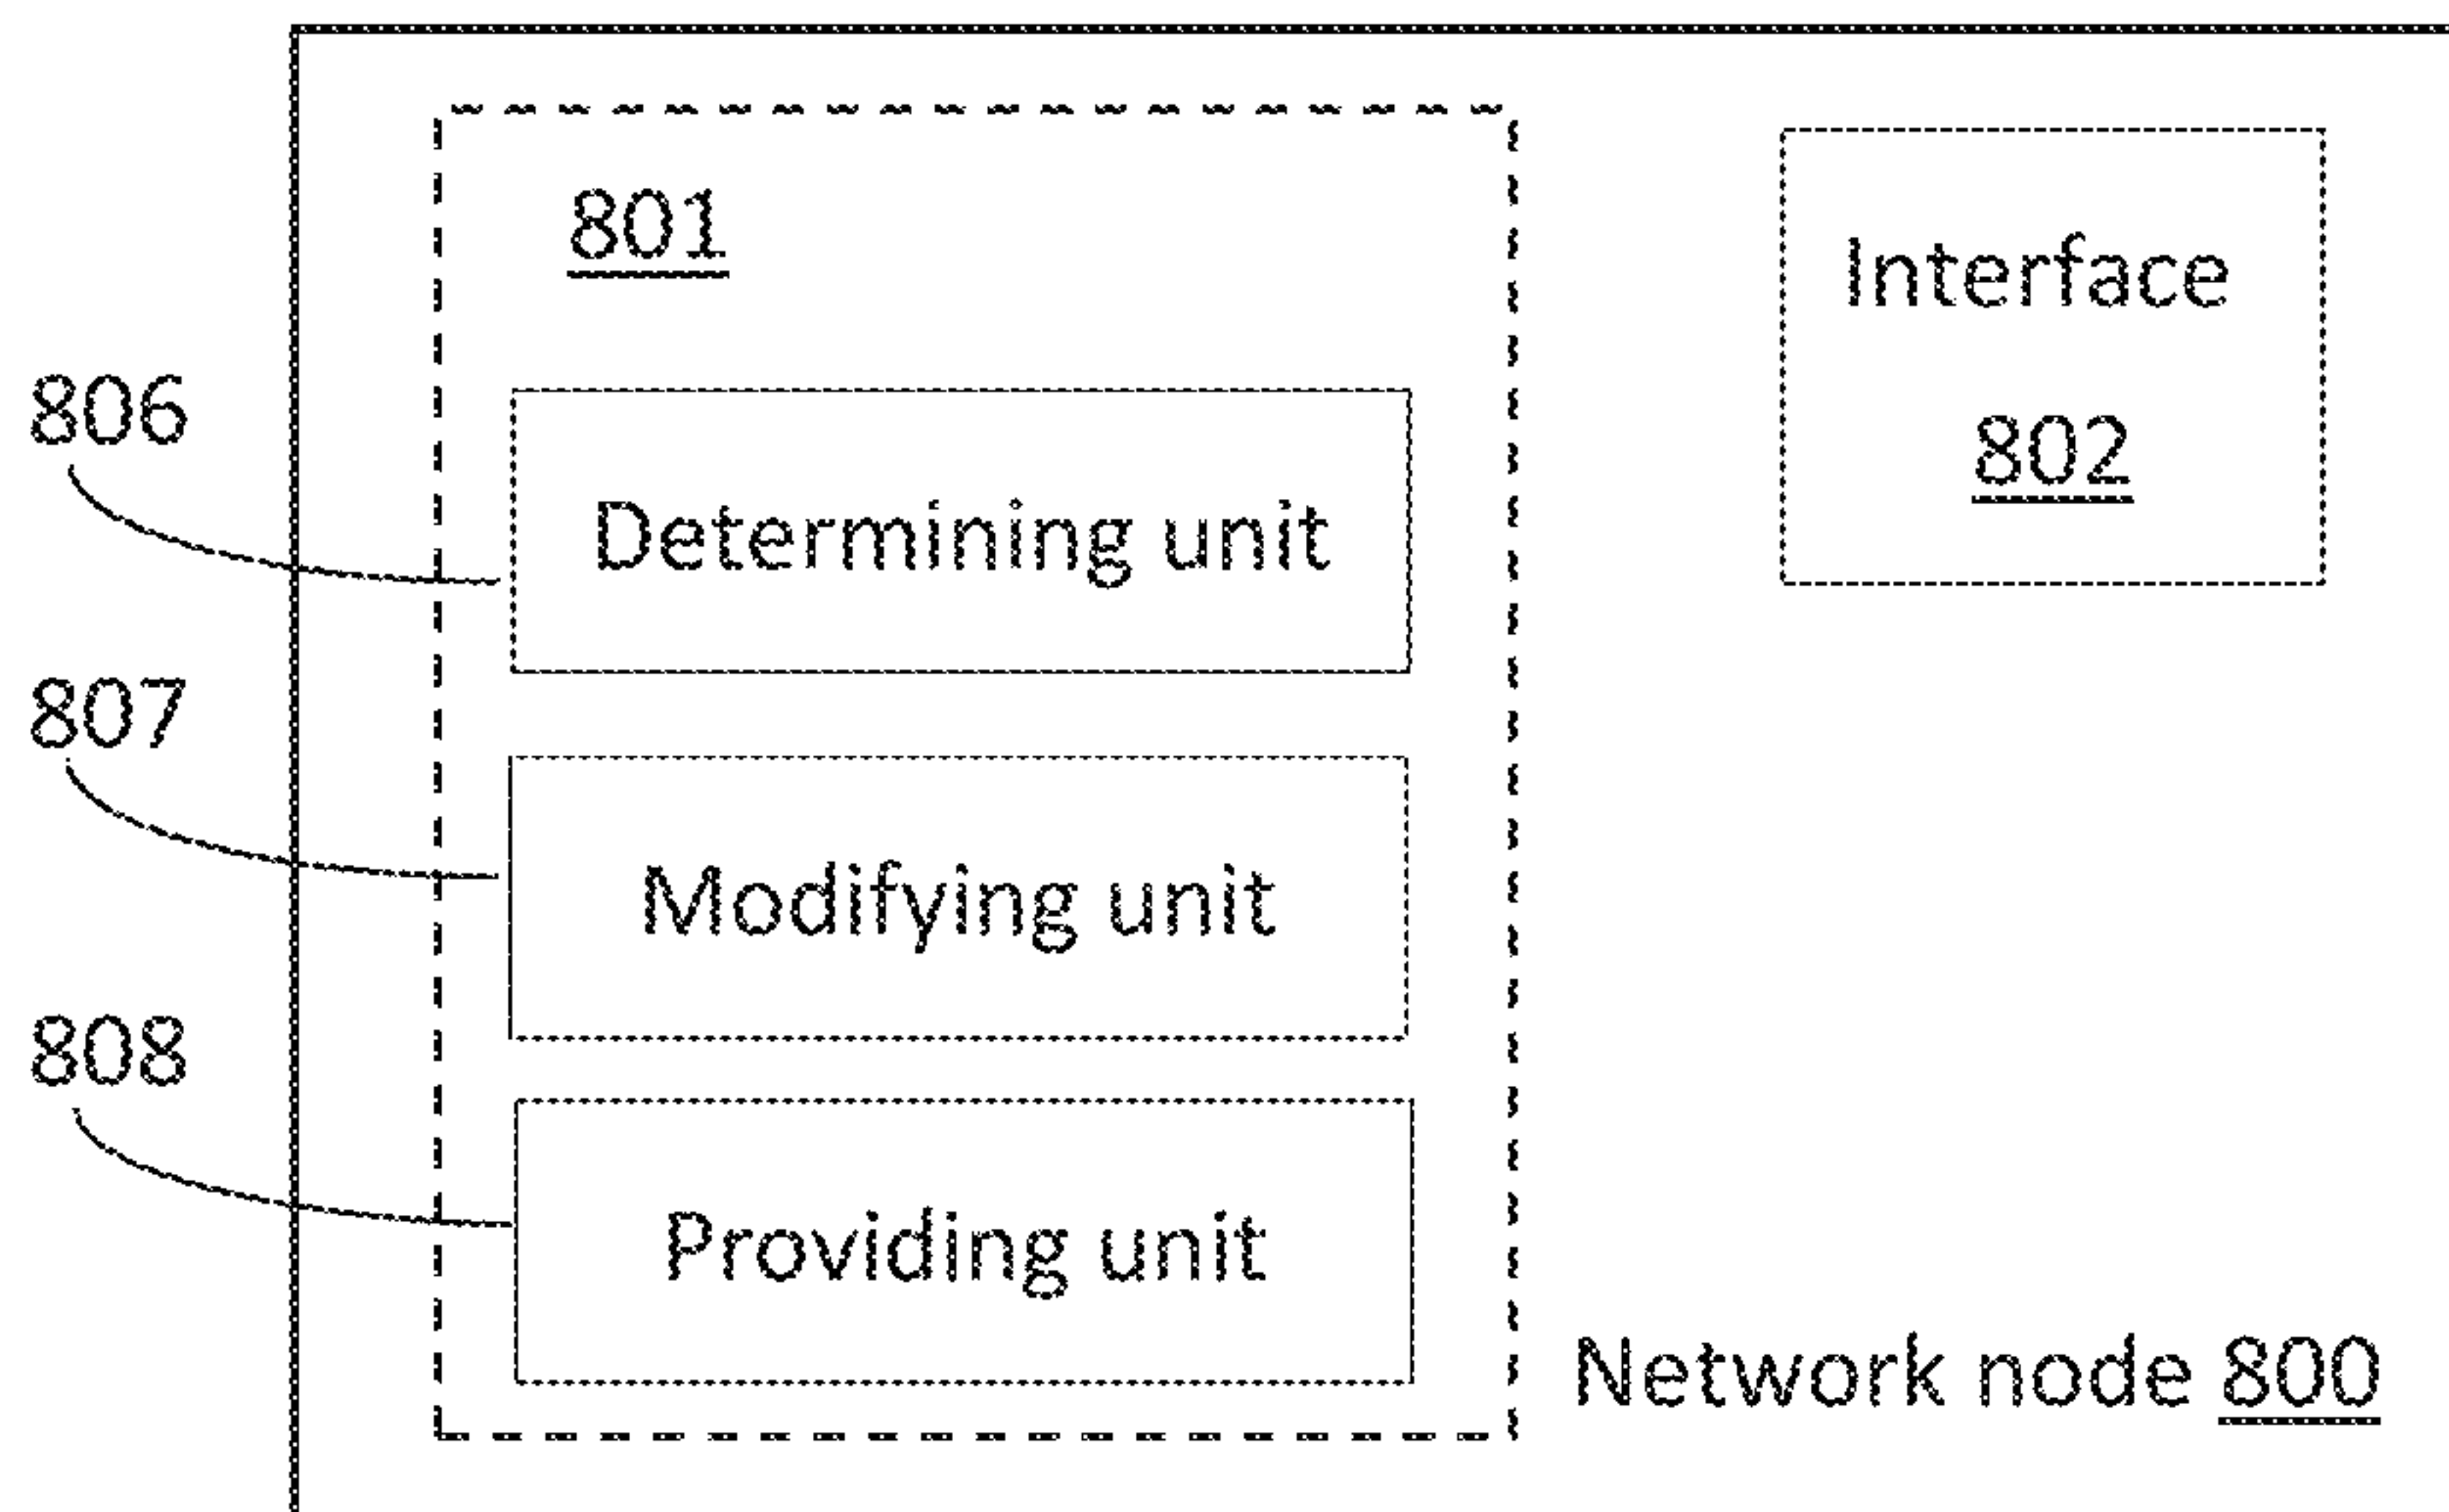 801
Interface
802
806
Determining unit
807
Modifying unit
808
Providing unit
Network node 800